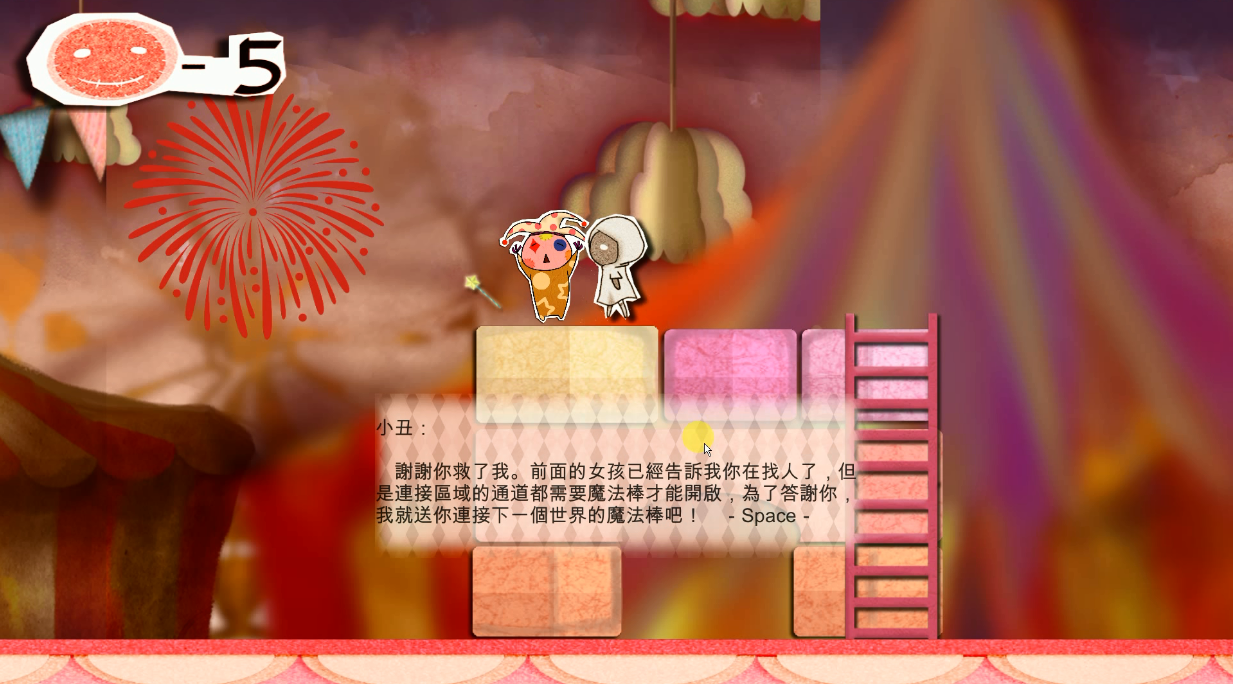 - 5
小丑：
謝謝你救了我。前面的女孩已經告訴我你在找人了，但
是連接區域的通道都需要魔法棒才能開啟，為了答謝你，
我就送你連接下一個世界的魔法棒吧！ - Space -